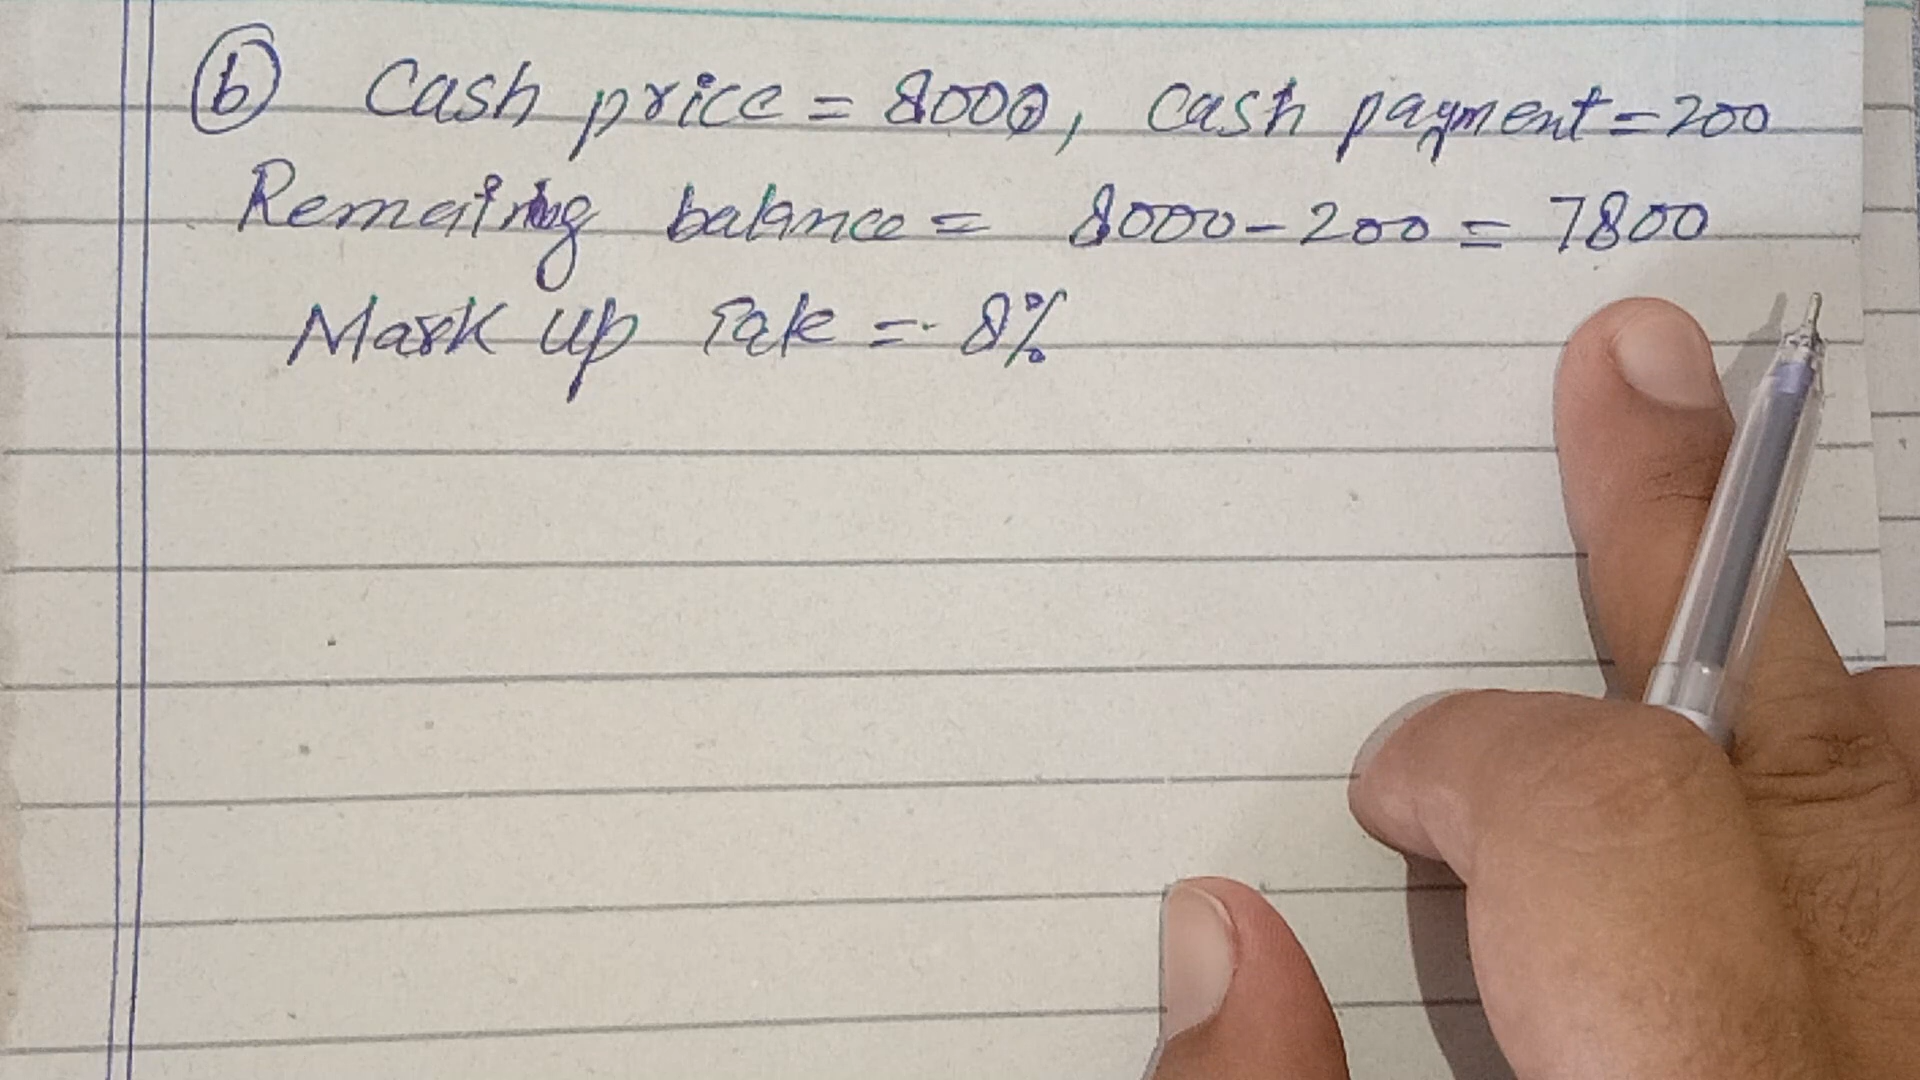 (b) Cash price = 8000, Cash payment = 200
Remaining balance = 8000 - 200 = 7800
Mark up rate = 8%